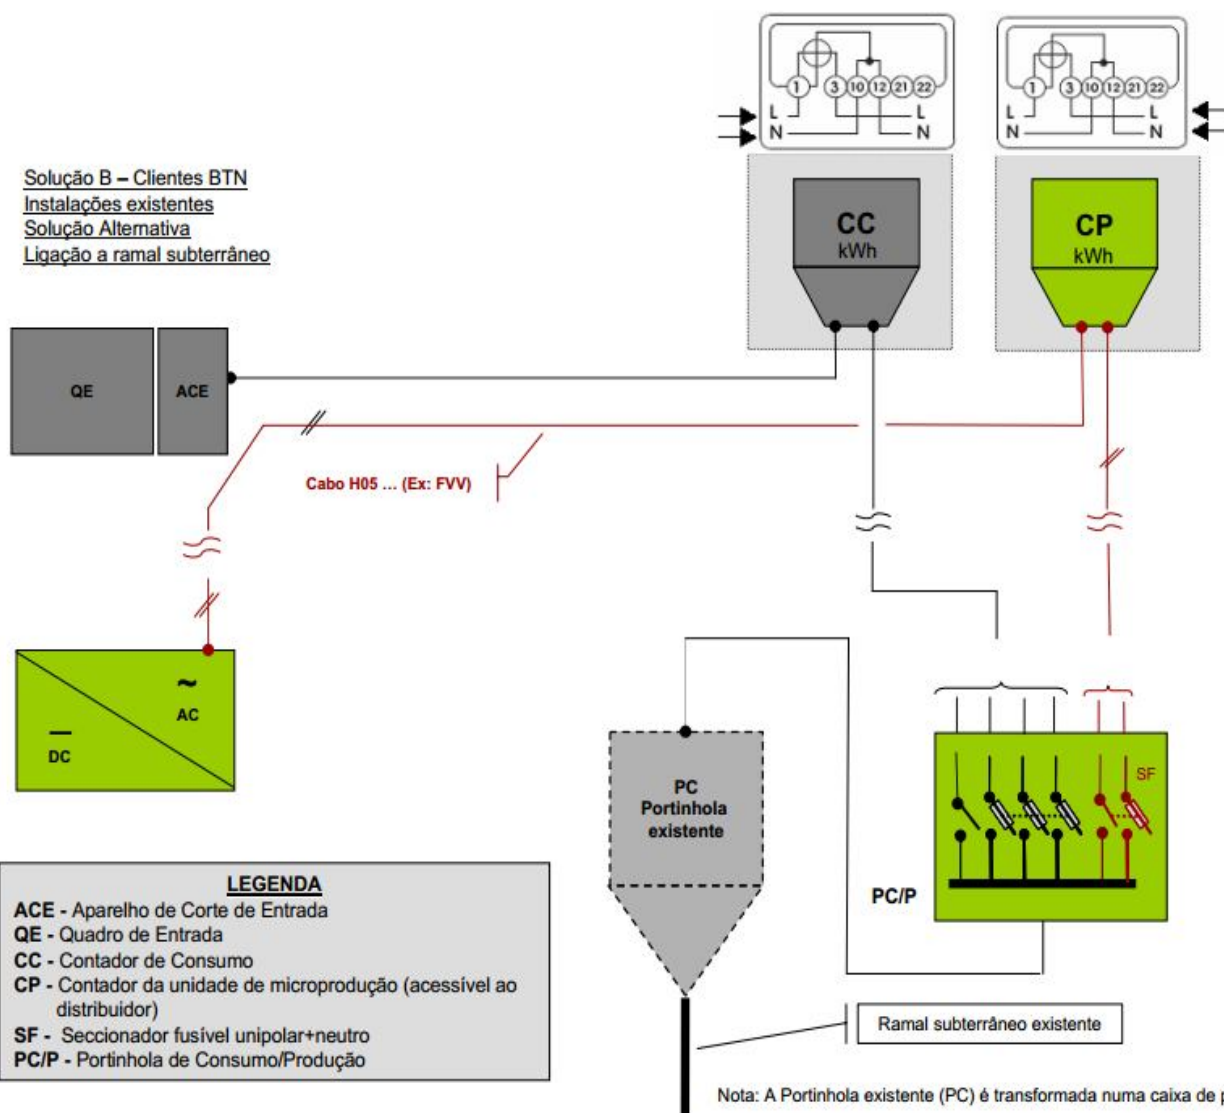 1 3 10 12 21 22
L L
N N
1 3 10 12 21 22
L L
N N
Solução B – Clientes BTN
Instalações existentes
Solução Alternativa
Ligação a ramal subterrâneo
CC
kWh
CP
kWh
QE
ACE
Cabo H05 ... (Ex: FVV)
~
AC
DC
PC
Portinhola
existente
SF
PC/P
LEGENDA
ACE - Aparelho de Corte de Entrada
QE - Quadro de Entrada
CC - Contador de Consumo
CP - Contador da unidade de microprodução (acessível ao
distribuidor)
SF - Seccionador fusível unipolar+neutro
PC/P - Portinhola de Consumo/Produção
Ramal subterrâneo existente
Nota: A Portinhola existente (PC) é transformada numa caixa de